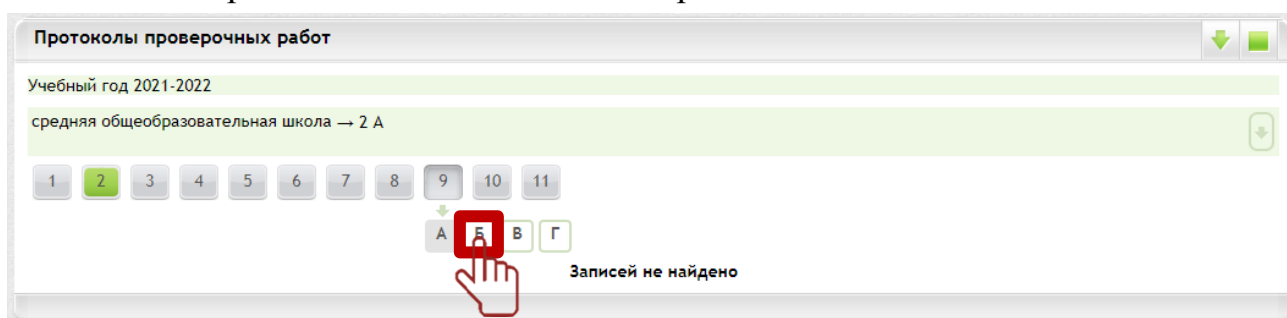 Протоколы проверочных работ
Учебный год 2021-2022
средняя общеобразовательная школа → 2 А
1 2 3 4 5 6 7 8 9 10 11
А Б В Г
Записей не найдено